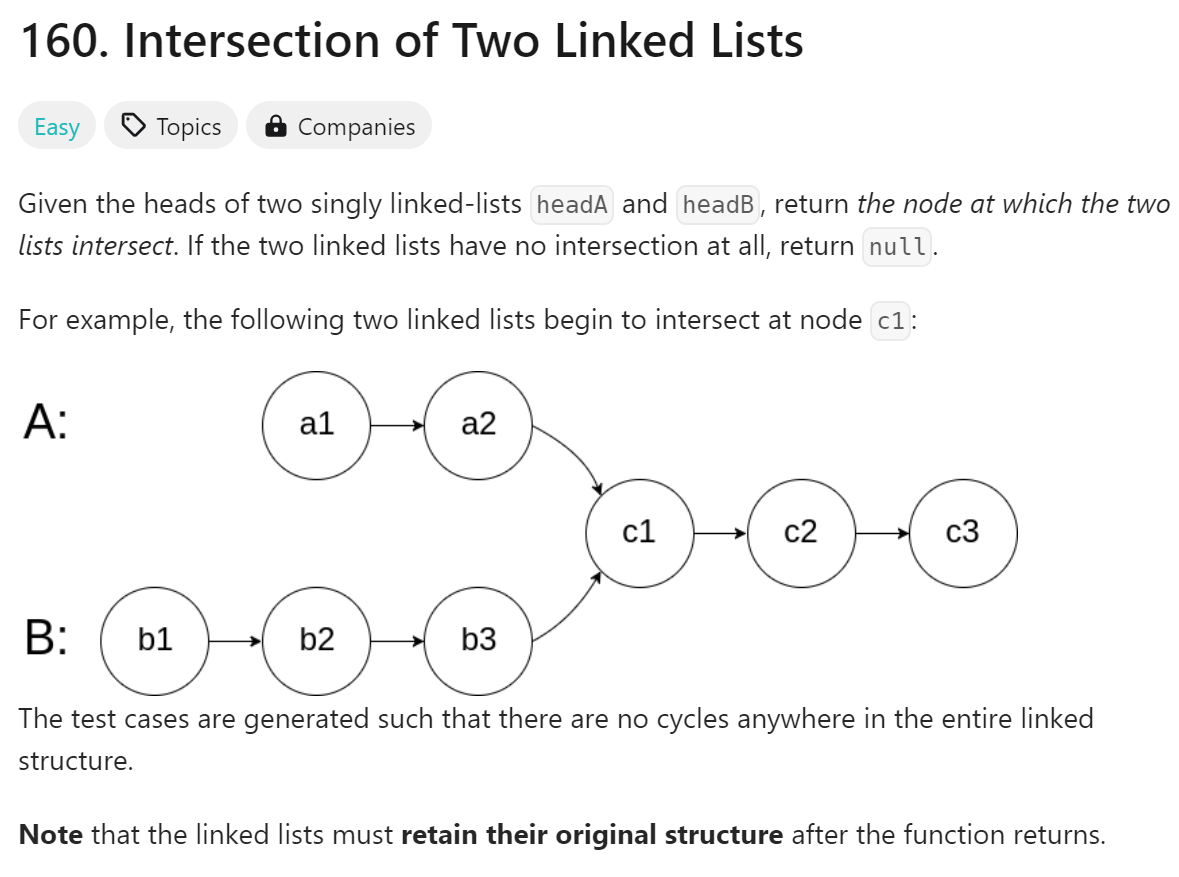 160. Intersection of Two Linked Lists
Easy Topics Companies
Given the heads of two singly linked-lists headA and headB, return the node at which the two
lists intersect. If the two linked lists have no intersection at all, return null.
For example, the following two linked lists begin to intersect at node c1:
A: a1 a2
c1 c2 c3
B: b1 b2 b3
The test cases are generated such that there are no cycles anywhere in the entire linked
structure.
Note that the linked lists must retain their original structure after the function returns.